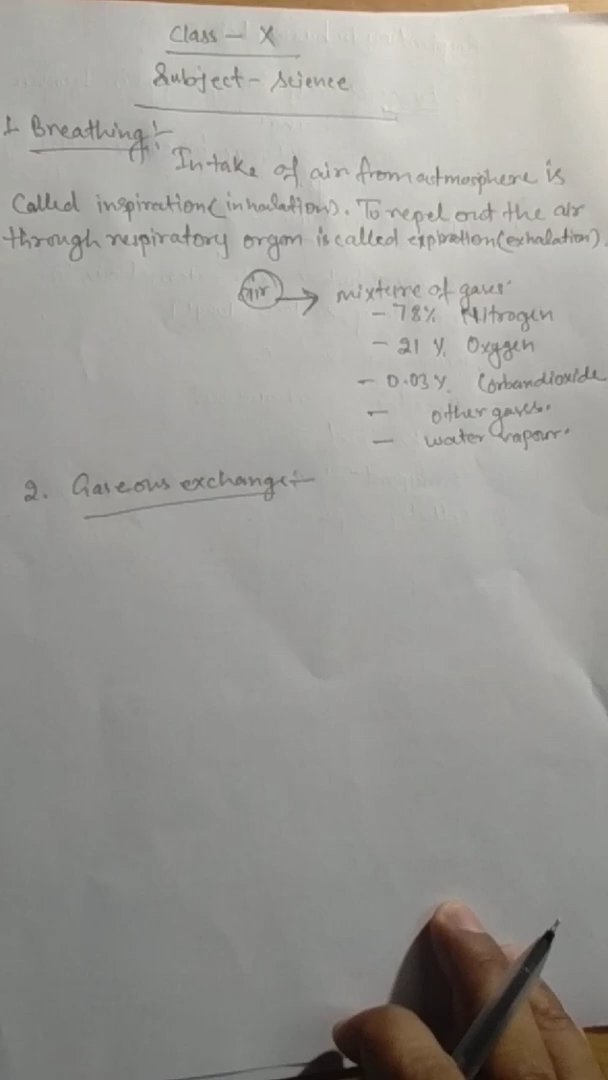 Class - X
Subject - Science
1 Breathing:-
Intake of air from outmosphere is
Called inspiration (inhalation). To repel out the air
through respiratory organ is called expiration (exhalation).
air → mixture of gases
- 78% Nitrogen
- 21 % Oxygen
- 0.03 % Carbondioxide
- other gases.
- water vapour.
2. Gaseous exchange:-